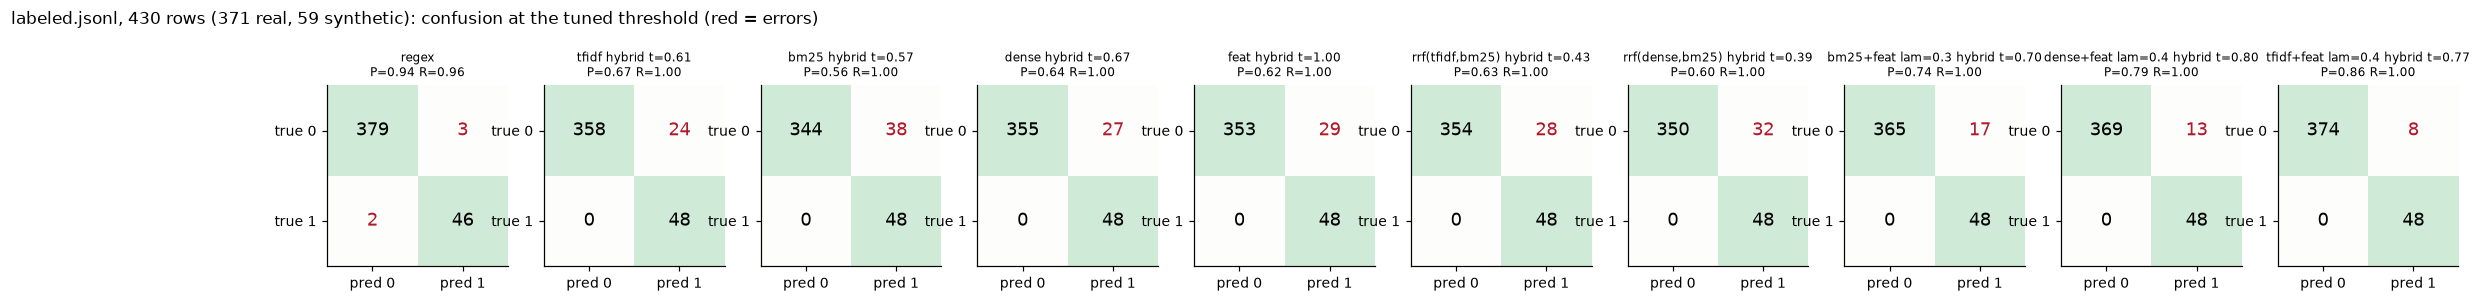 labeled.jsonl, 430 rows (371 real, 59 synthetic): confusion at the tuned threshold (red = errors)
regex
P=0.94 R=0.96
true 0
379
3
true 1
2
46
pred 0
pred 1
tfidf hybrid t=0.61
P=0.67 R=1.00
true 0
358
24
true 1
0
48
pred 0
pred 1
bm25 hybrid t=0.57
P=0.56 R=1.00
true 0
344
38
true 1
0
48
pred 0
pred 1
dense hybrid t=0.67
P=0.64 R=1.00
true 0
355
27
true 1
0
48
pred 0
pred 1
feat hybrid t=1.00
P=0.62 R=1.00
true 0
353
29
true 1
0
48
pred 0
pred 1
rrf(tfidf,bm25) hybrid t=0.43
P=0.63 R=1.00
true 0
354
28
true 1
0
48
pred 0
pred 1
rrf(dense,bm25) hybrid t=0.39
P=0.60 R=1.00
true 0
350
32
true 1
0
48
pred 0
pred 1
bm25+feat lam=0.3 hybrid t=0.70
P=0.74 R=1.00
true 0
365
17
true 1
0
48
pred 0
pred 1
dense+feat lam=0.4 hybrid t=0.80
P=0.79 R=1.00
true 0
369
13
true 1
0
48
pred 0
pred 1
tfidf+feat lam=0.4 hybrid t=0.77
P=0.86 R=1.00
true 0
374
8
true 1
0
48
pred 0
pred 1